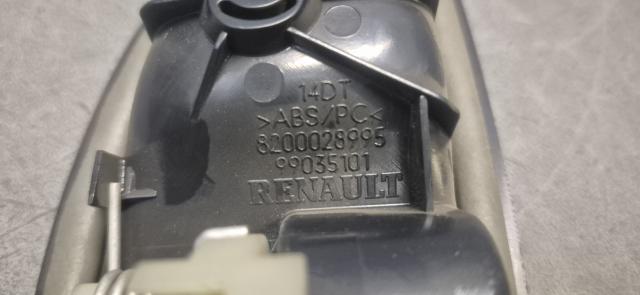 14DT
>ABS/PC<
8200028995
99035101
RENAULT